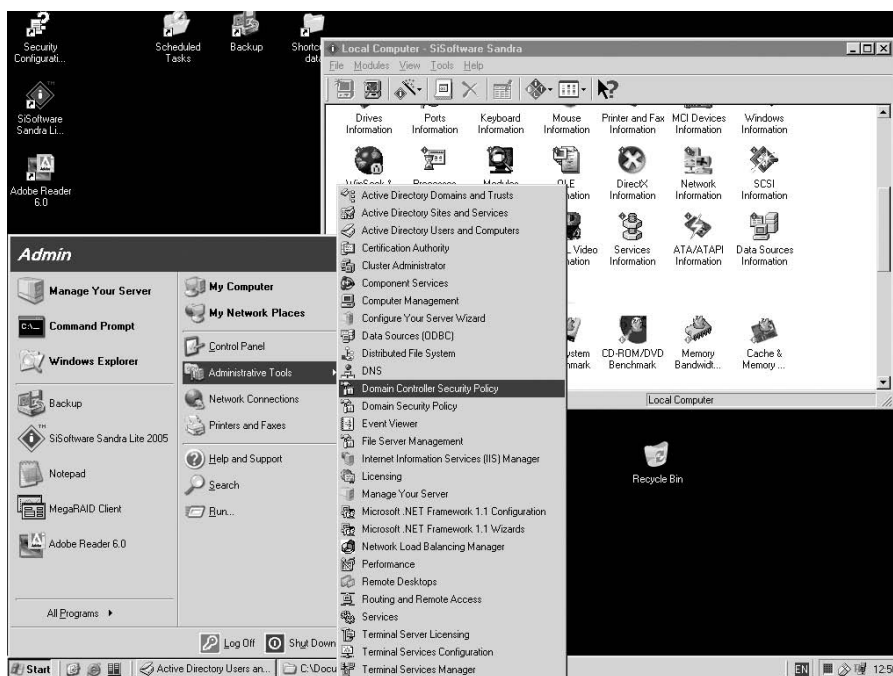 Security
Configurati...
Scheduled
Tasks
Backup
Shortcu
data
SiSoftware
Sandra Li...
Adobe Reader
6.0
Local Computer - SiSoftware Sandra
File Modules View Tools Help
Drives
Information
Ports
Information
Keyboard
Information
Mouse
Information
Printer and Fax
Information
MCI Devices
Information
Windows
Information
DirectX
Information
Network
Information
SCSI
Information
Video
Services
Information
ATA/ATAPI
Information
Data Sources
Information
CD-ROM/DVD
Benchmark
Memory
Bandwidt...
Cache &
Memory ...
Local Computer
Recycle Bin
Admin
Manage Your Server
Command Prompt
Windows Explorer
Backup
SiSoftware Sandra Lite 2005
Notepad
MegaRAID Client
Adobe Reader 6.0
All Programs
My Computer
My Network Places
Control Panel
Administrative Tools
Network Connections
Printers and Faxes
Help and Support
Search
Run...
Log Off Shut Down
Active Directory Domains and Trusts
Active Directory Sites and Services
Active Directory Users and Computers
Certification Authority
Cluster Administrator
Component Services
Computer Management
Configure Your Server Wizard
Data Sources (ODBC)
Distributed File System
DNS
Domain Controller Security Policy
Domain Security Policy
Event Viewer
File Server Management
Internet Information Services (IIS) Manager
Licensing
Manage Your Server
Microsoft .NET Framework 1.1 Configuration
Microsoft .NET Framework 1.1 Wizards
Network Load Balancing Manager
Performance
Remote Desktops
Routing and Remote Access
Services
Terminal Server Licensing
Terminal Services Configuration
Terminal Services Manager
Start
Active Directory Users an...
C:\Docu
EN
12:5